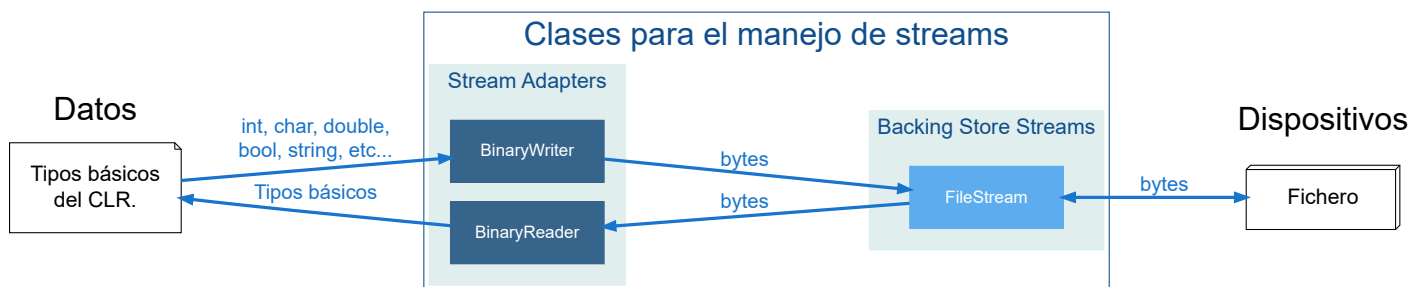 Clases para el manejo de streams
Stream Adapters
Datos
int, char, double,
bool, string, etc...
BinaryWriter
bytes
Backing Store Streams
Dispositivos
Tipos básicos
del CLR.
Tipos básicos
BinaryReader
bytes
FileStream
bytes
Fichero